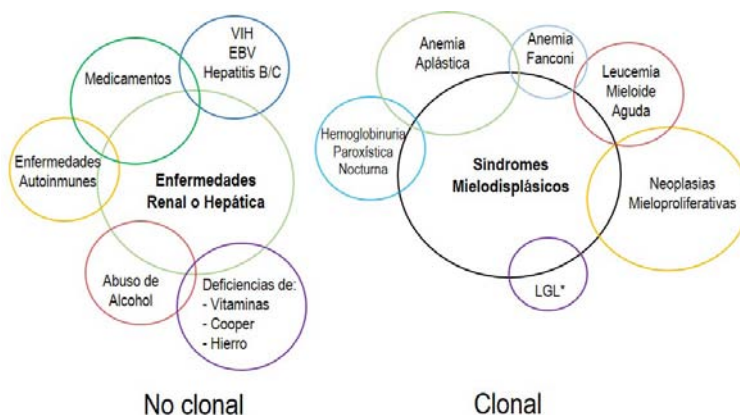 VIH
EBV
Hepatitis B/C
Medicamentos
Enfermedades
Autoinmunes
Enfermedades
Renal o Hepática
Abuso de
Alcohol
Deficiencias de:
- Vitaminas
- Cooper
- Hierro
No clonal
Anemia
Aplástica
Anemia
Fanconi
Leucemia
Mieloide
Aguda
Hemoglobinuria
Paroxística
Nocturna
Sindromes
Mielodisplásicos
Neoplasias
Mieloproliferativas
LGL*
Clonal